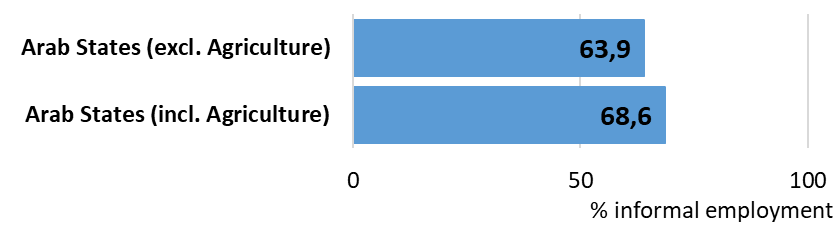 Arab States (excl. Agriculture)
63,9
Arab States (incl. Agriculture)
68,6
0
50
100
% informal employment